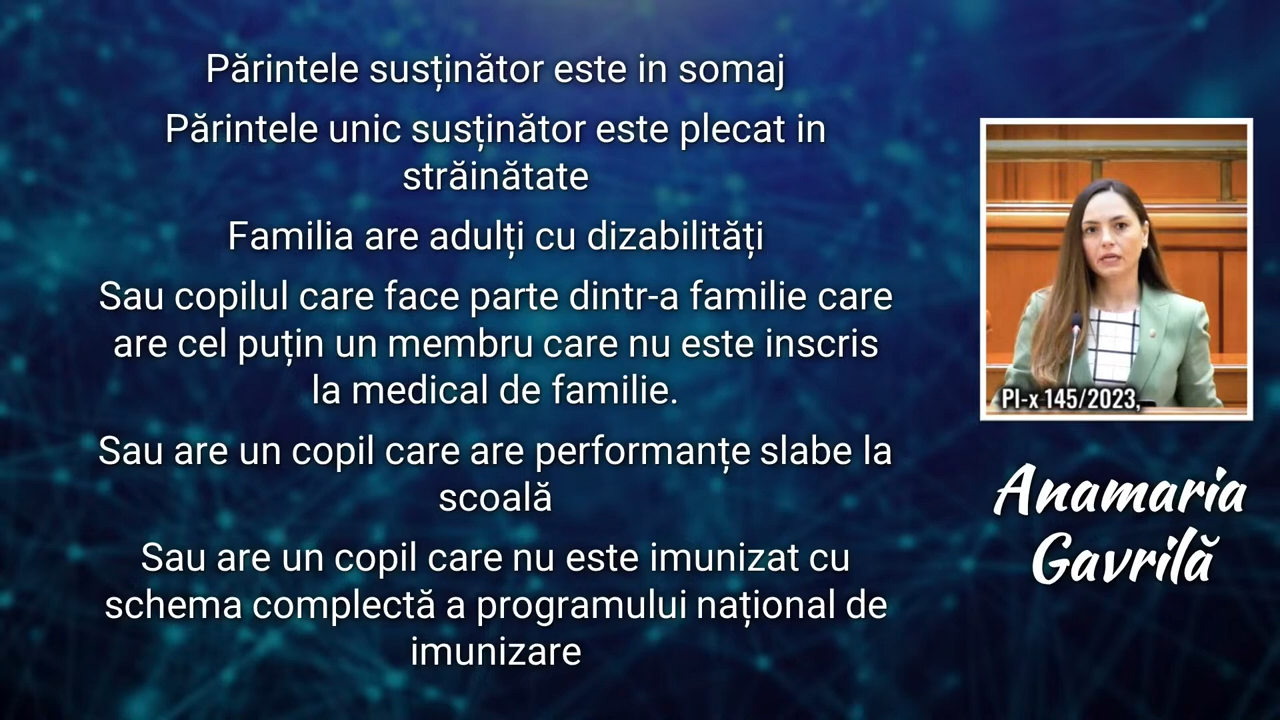 Părintele susținător este in somaj
Părintele unic susținător este plecat in
străinătate
Familia are adulți cu dizabilități
Sau copilul care face parte dintr-a familie care
are cel puțin un membru care nu este inscris
la medical de familie.
Sau are un copil care are performanțe slabe la
scoală
Sau are un copil care nu este imunizat cu
schema complectă a programului național de
imunizare
Pl-x 145/2023,
Anamaria
Gavrilă